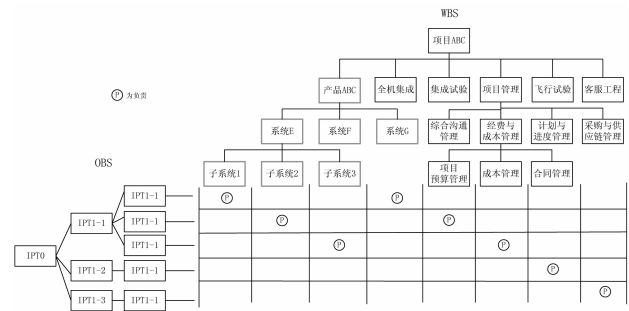 WBS
项目ABC
Ⓟ 为负责
产品ABC
全机集成
集成试验
项目管理
飞行试验
客服工程
系统E
系统F
系统G
综合沟通
管理
经费与
成本管理
计划与
进度管理
采购与供
应链管理
OBS
子系统1
子系统2
子系统3
项目
预算管理
成本管理
合同管理
IPT1-1
Ⓟ
Ⓟ
IPT1-1
IPT1-1
Ⓟ
Ⓟ
IPT1-1
Ⓟ
Ⓟ
IPT0
IPT1-2
IPT1-1
Ⓟ
IPT1-3
IPT1-1
Ⓟ